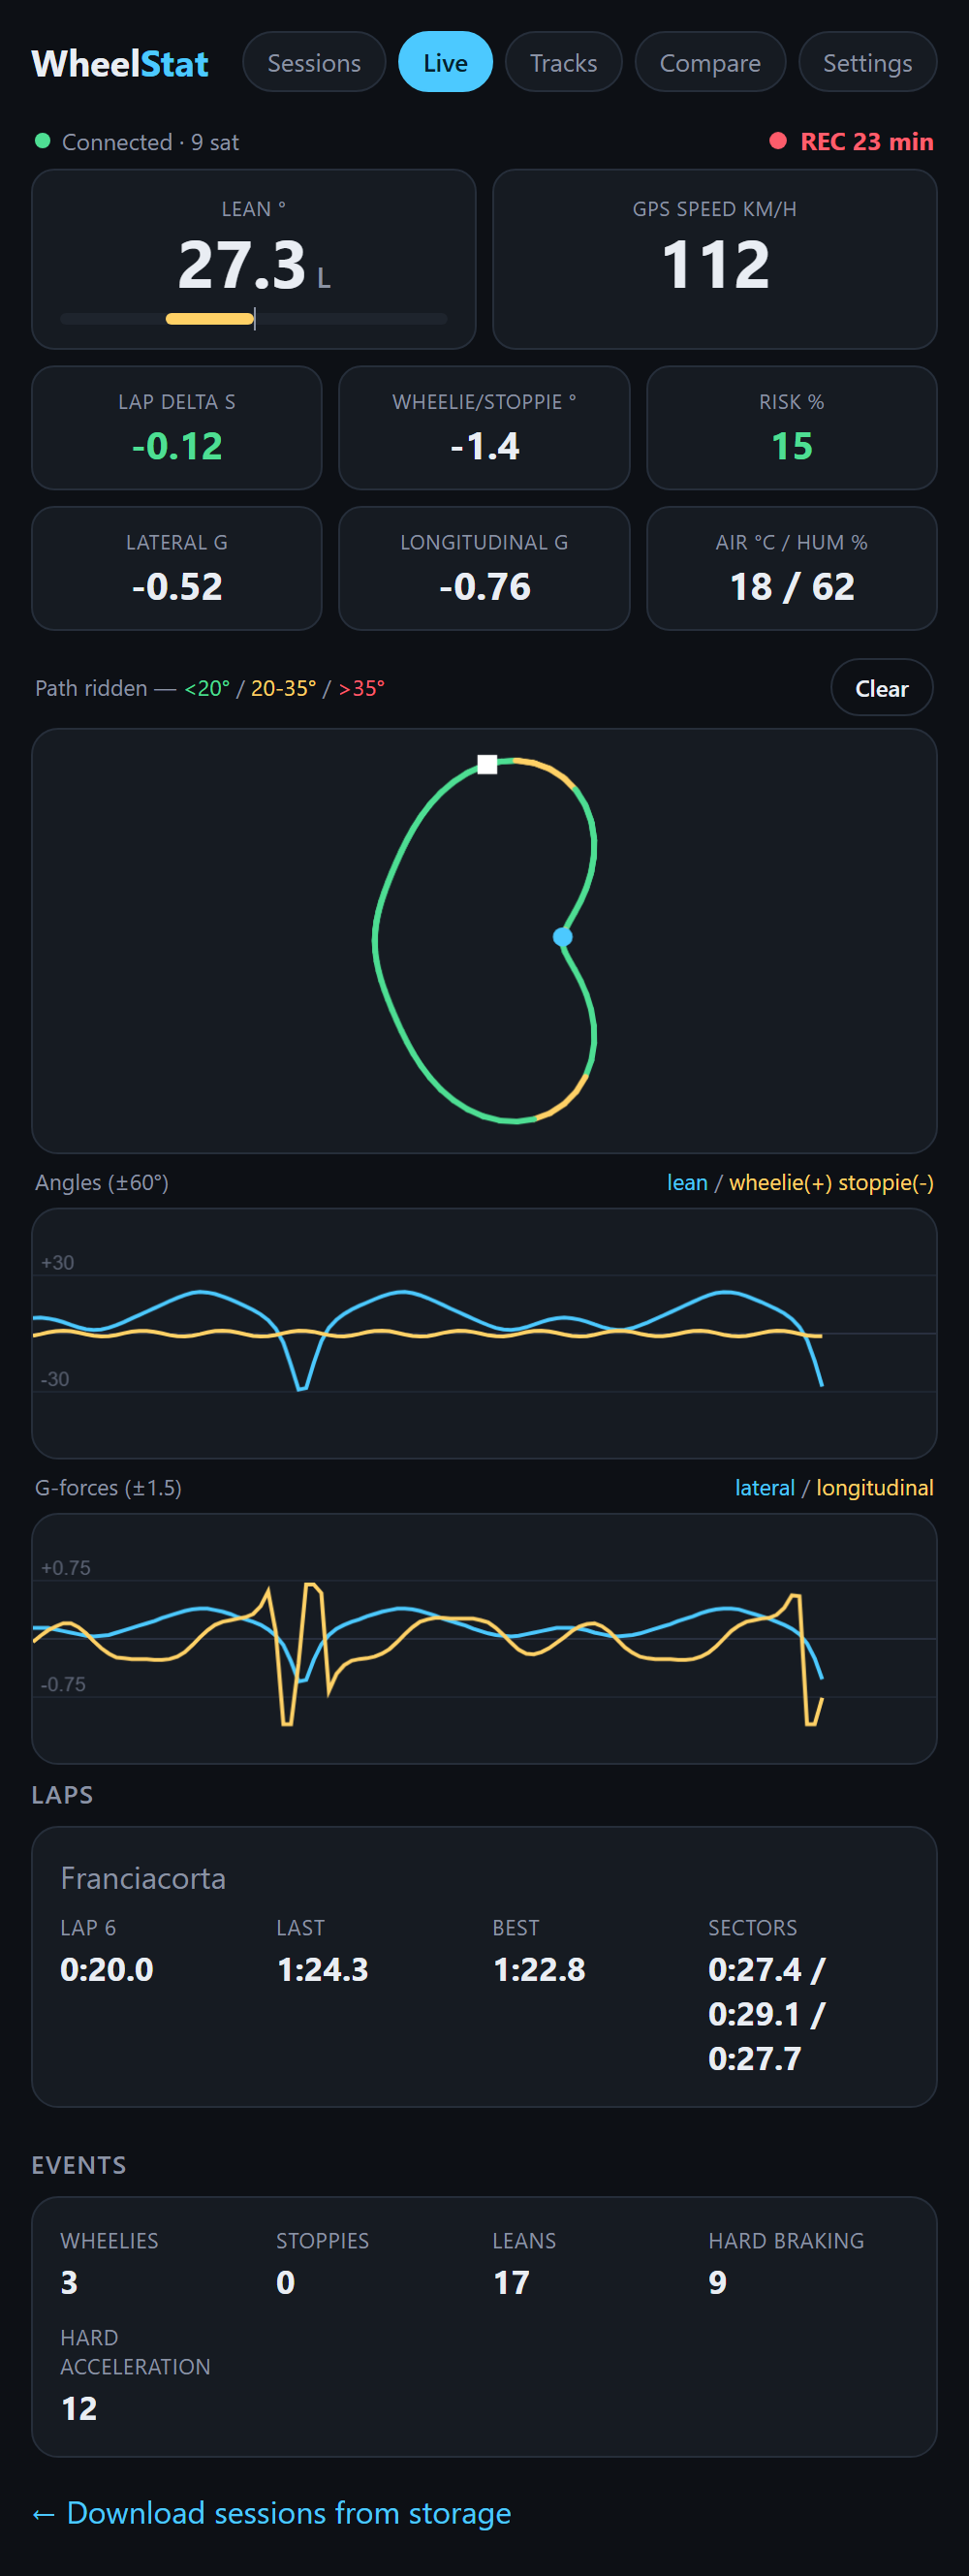 WheelStat Sessions Live Tracks Compare Settings
Connected · 9 sat REC 23 min
LEAN ° GPS SPEED KM/H
27.3 L 112
LAP DELTA S WHEELIE/STOPPIE ° RISK %
-0.12 -1.4 15
LATERAL G LONGITUDINAL G AIR °C / HUM %
-0.52 -0.76 18 / 62
Path ridden — <20° / 20-35° / >35° Clear
Angles (±60°) lean / wheelie(+) stoppie(-)
+30
-30
G-forces (±1.5) lateral / longitudinal
+0.75
-0.75
LAPS
Franciacorta
LAP 6 LAST BEST SECTORS
0:20.0 1:24.3 1:22.8 0:27.4 /
0:29.1 /
0:27.7
EVENTS
WHEELIES STOPPIES LEANS HARD BRAKING
3 0 17 9
HARD
ACCELERATION
12
← Download sessions from storage